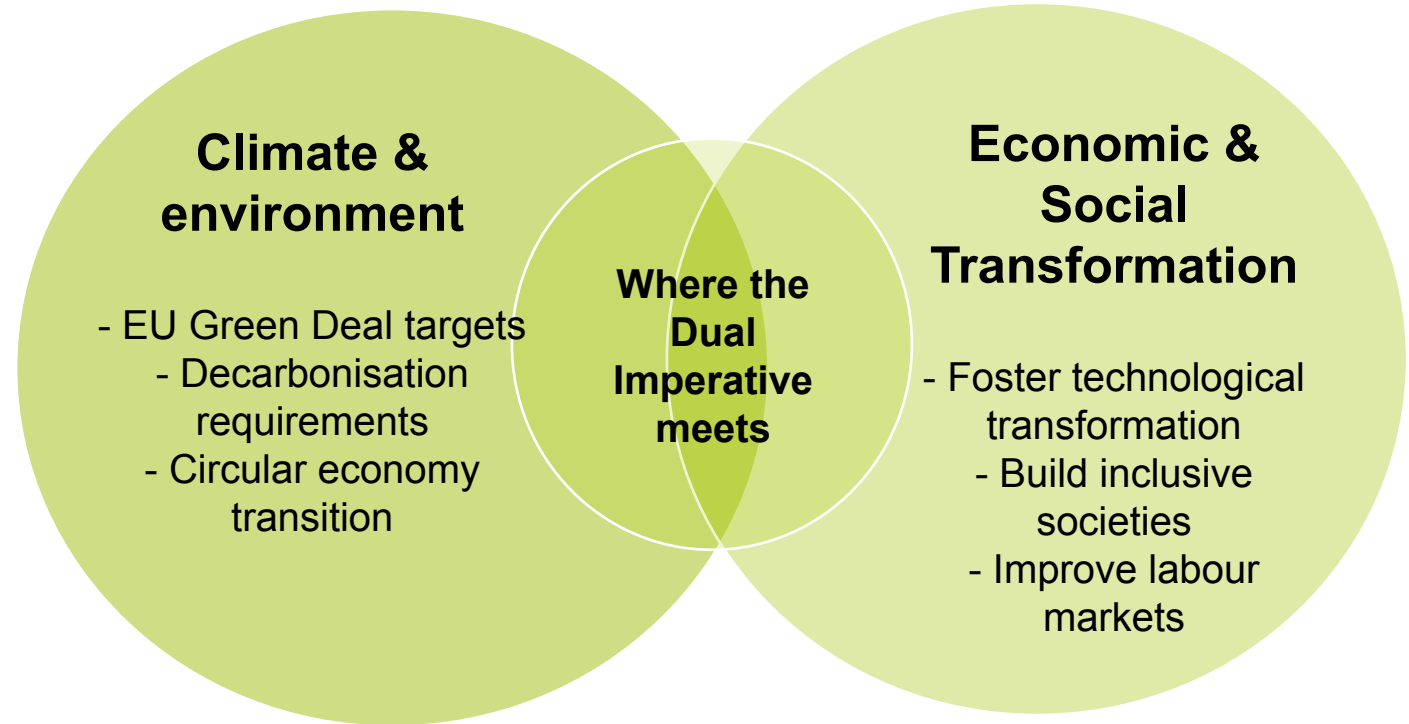 Climate &
environment
- EU Green Deal targets
- Decarbonisation
requirements
- Circular economy
transition
Where the
Dual
Imperative
meets
Economic &
Social
Transformation
- Foster technological
transformation
- Build inclusive
societies
- Improve labour
markets